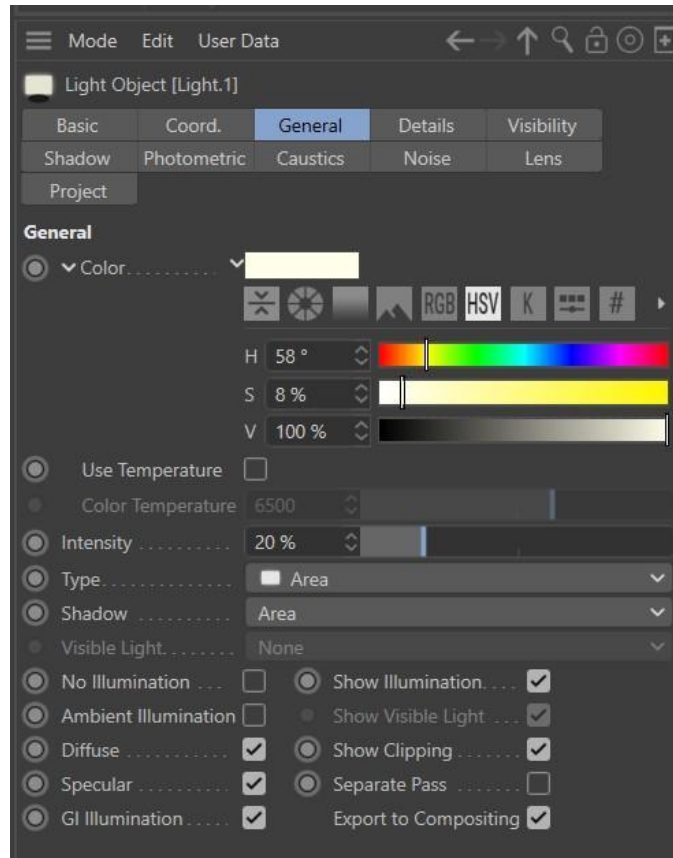 Mode Edit User Data
Light Object [Light.1]
Basic Coord. General Details Visibility
Shadow Photometric Caustics Noise Lens
Project
General
Color. . . . . . . . .
RGB HSV K #
H 58 °
S 8 %
V 100 %
Use Temperature
Color Temperature 6500
Intensity . . . . . . . . . . 20 %
Type. . . . . . . . . . . . . . Area
Shadow . . . . . . . . . . Area
Visible Light. . . . . . . . None
No Illumination . . . Show Illumination. . . .
Ambient Illumination Show Visible Light . . .
Diffuse . . . . . . . . . . . Show Clipping . . . . . . .
Specular . . . . . . . . . . Separate Pass . . . . . . .
GI Illumination . . . . . Export to Compositing